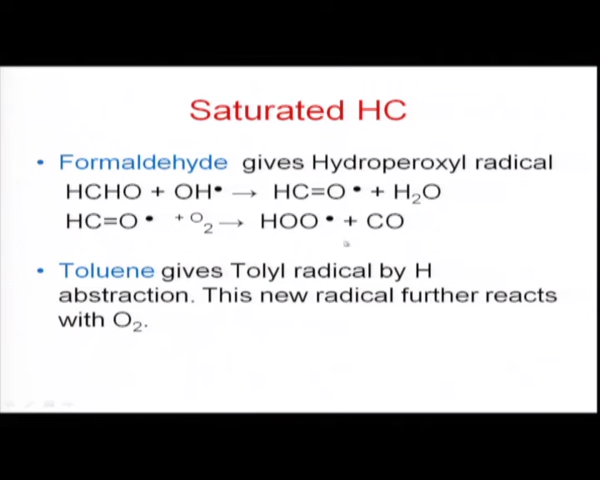 Saturated HC
• Formaldehyde gives Hydroperoxyl radical
HCHO + OH• → HC=O • + H₂O
HC=O • + O₂ → HOO • + CO
• Toluene gives Tolyl radical by H
abstraction. This new radical further reacts
with O₂.